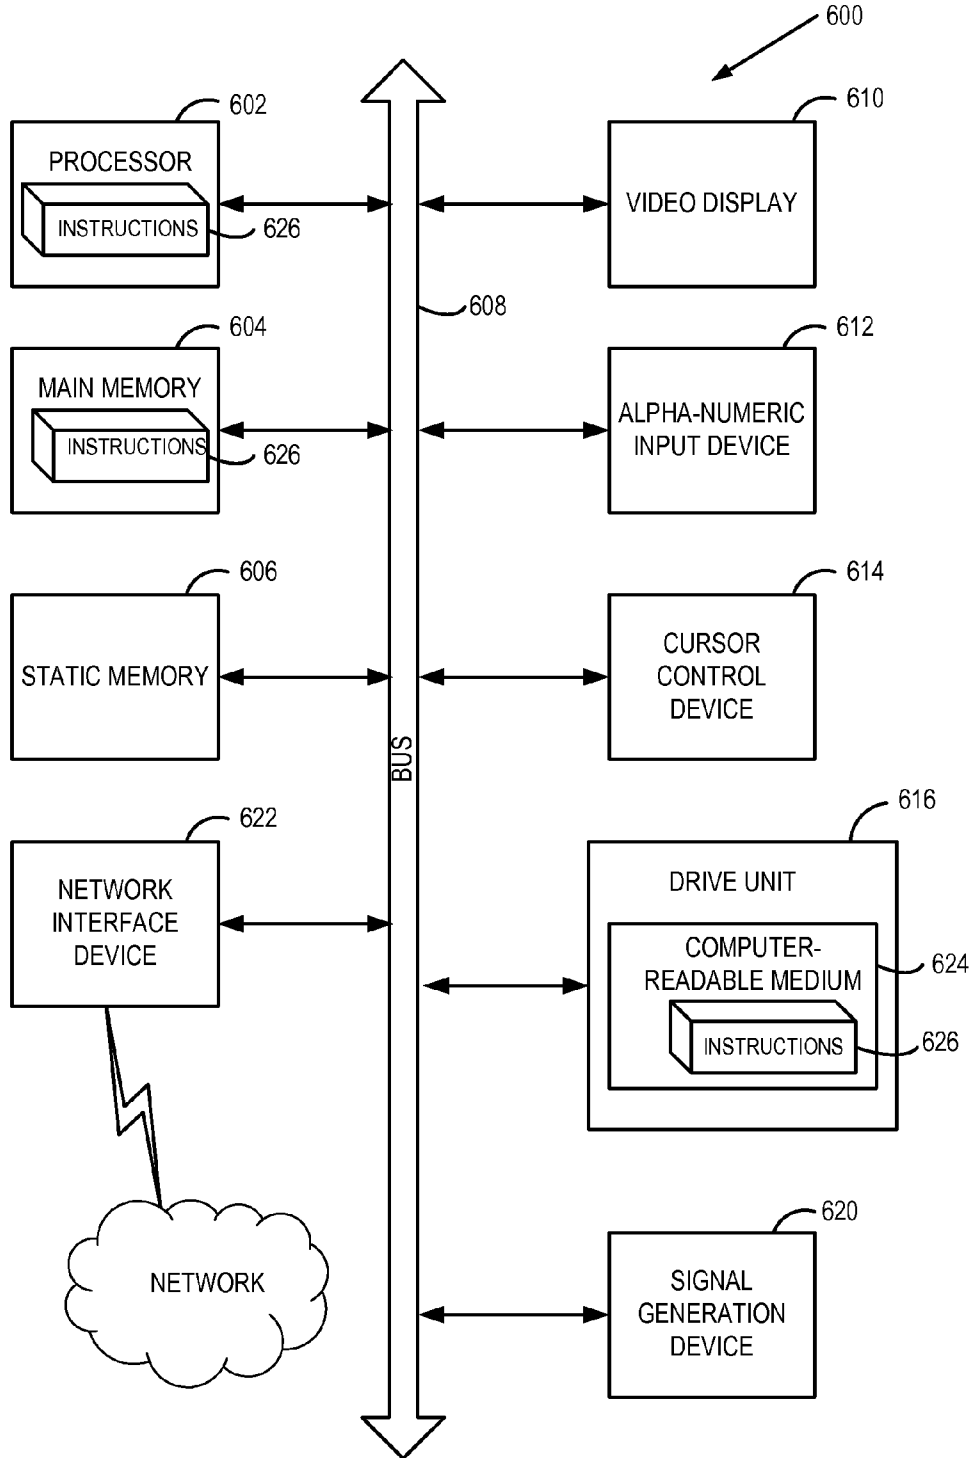 600
602
PROCESSOR
INSTRUCTIONS
626
610
VIDEO DISPLAY
608
604
MAIN MEMORY
INSTRUCTIONS
626
612
ALPHA-NUMERIC
INPUT DEVICE
606
STATIC MEMORY
614
CURSOR
CONTROL
DEVICE
BUS
622
NETWORK
INTERFACE
DEVICE
616
DRIVE UNIT
COMPUTER-
READABLE MEDIUM
624
INSTRUCTIONS
626
NETWORK
620
SIGNAL
GENERATION
DEVICE